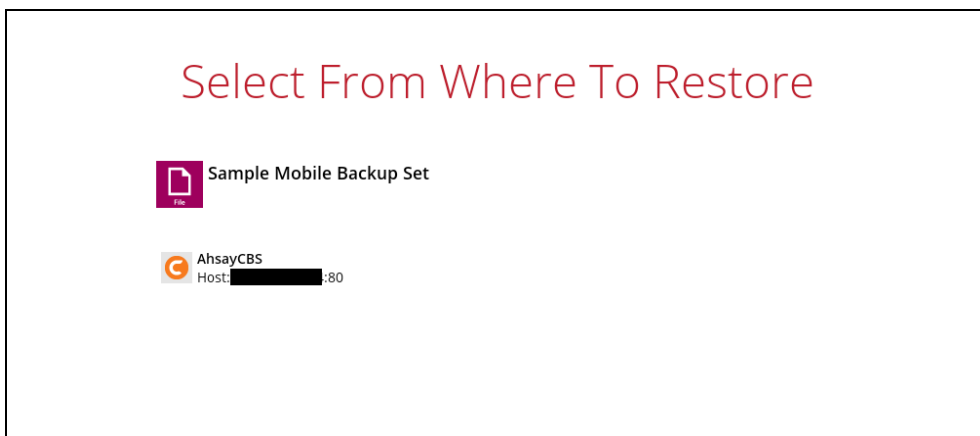 Select From Where To Restore
Sample Mobile Backup Set
File
AhsayCBS
Host: :80